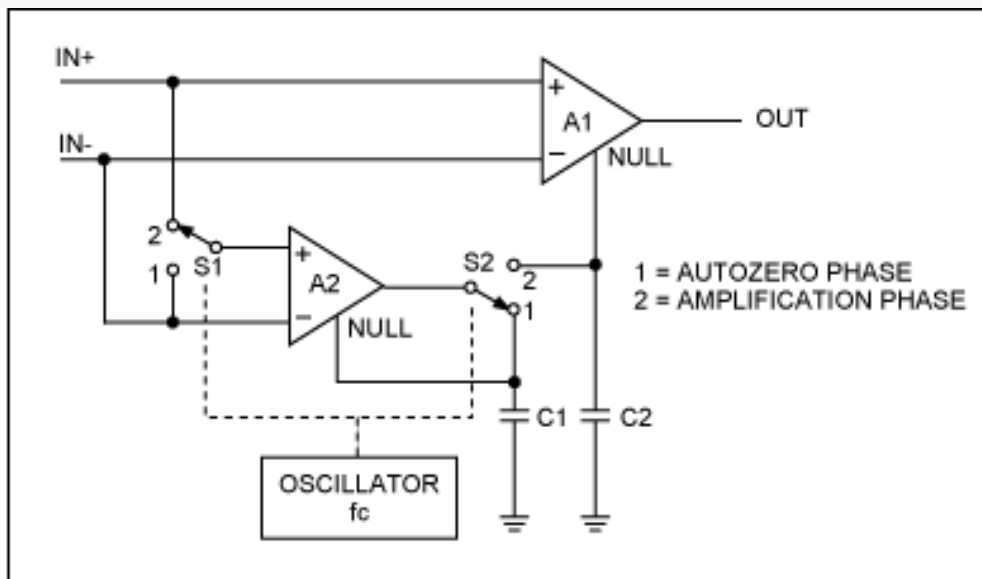 IN+
+
A1
OUT
IN-
−
NULL
2
1
S1
+
A2
−
NULL
S2
2
1
1 = AUTOZERO PHASE
2 = AMPLIFICATION PHASE
C1
C2
OSCILLATOR
fc